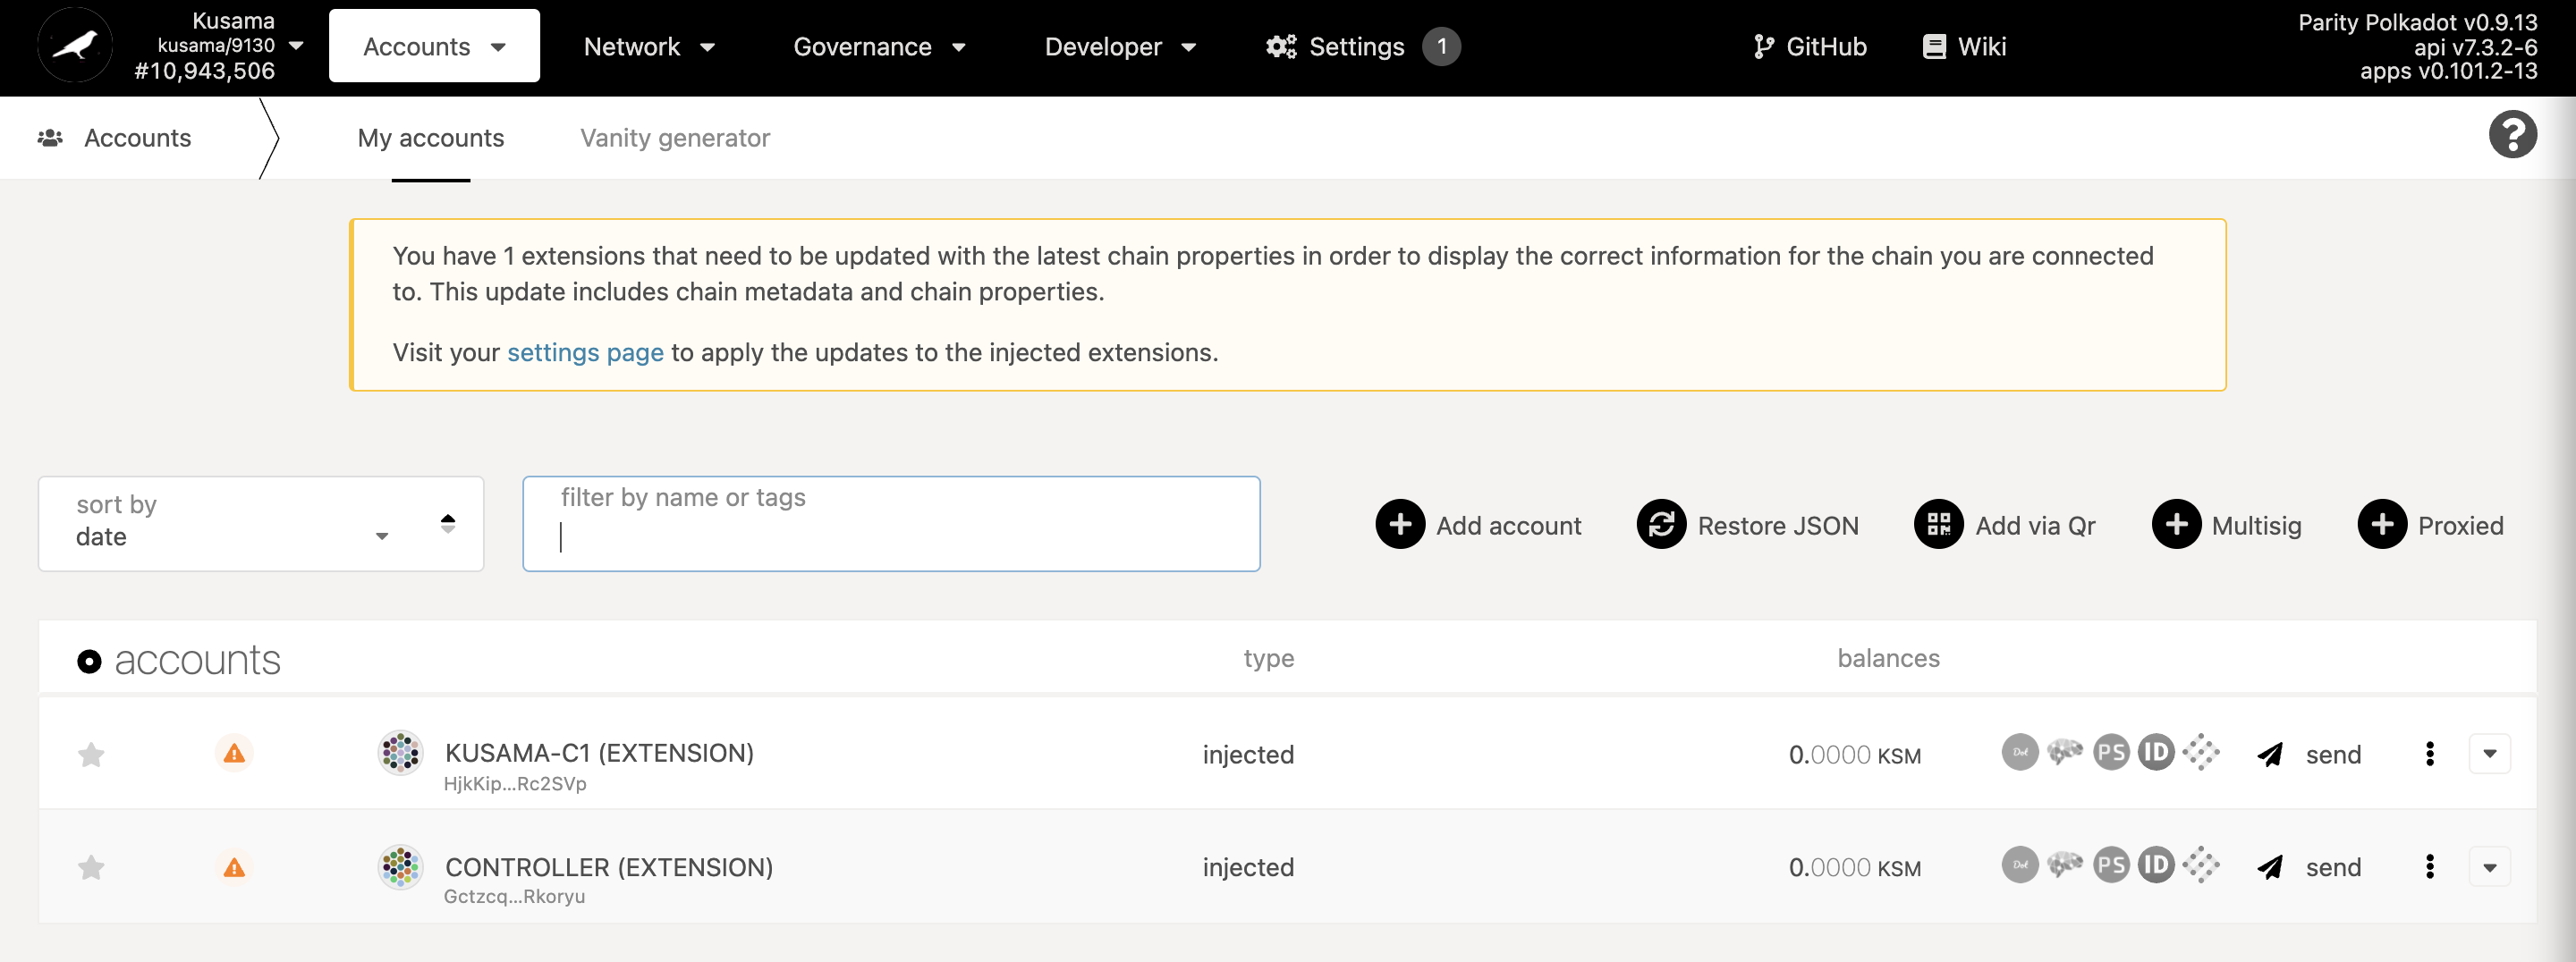 Kusama
kusama/9130
#10,943,506
Accounts
Network
Governance
Developer
Settings 1
GitHub
Wiki
Parity Polkadot v0.9.13
api v7.3.2-6
apps v0.101.2-13
Accounts
My accounts
Vanity generator
?
You have 1 extensions that need to be updated with the latest chain properties in order to display the correct information for the chain you are connected
to. This update includes chain metadata and chain properties.
Visit your settings page to apply the updates to the injected extensions.
sort by
date
filter by name or tags
Add account
Restore JSON
Add via Qr
Multisig
Proxied
accounts type balances
KUSAMA-C1 (EXTENSION)
HjkKip...Rc2SVp
injected
0.0000 KSM
Dot PS ID
send
CONTROLLER (EXTENSION)
Gctzcq...Rkoryu
injected
0.0000 KSM
Dot PS ID
send